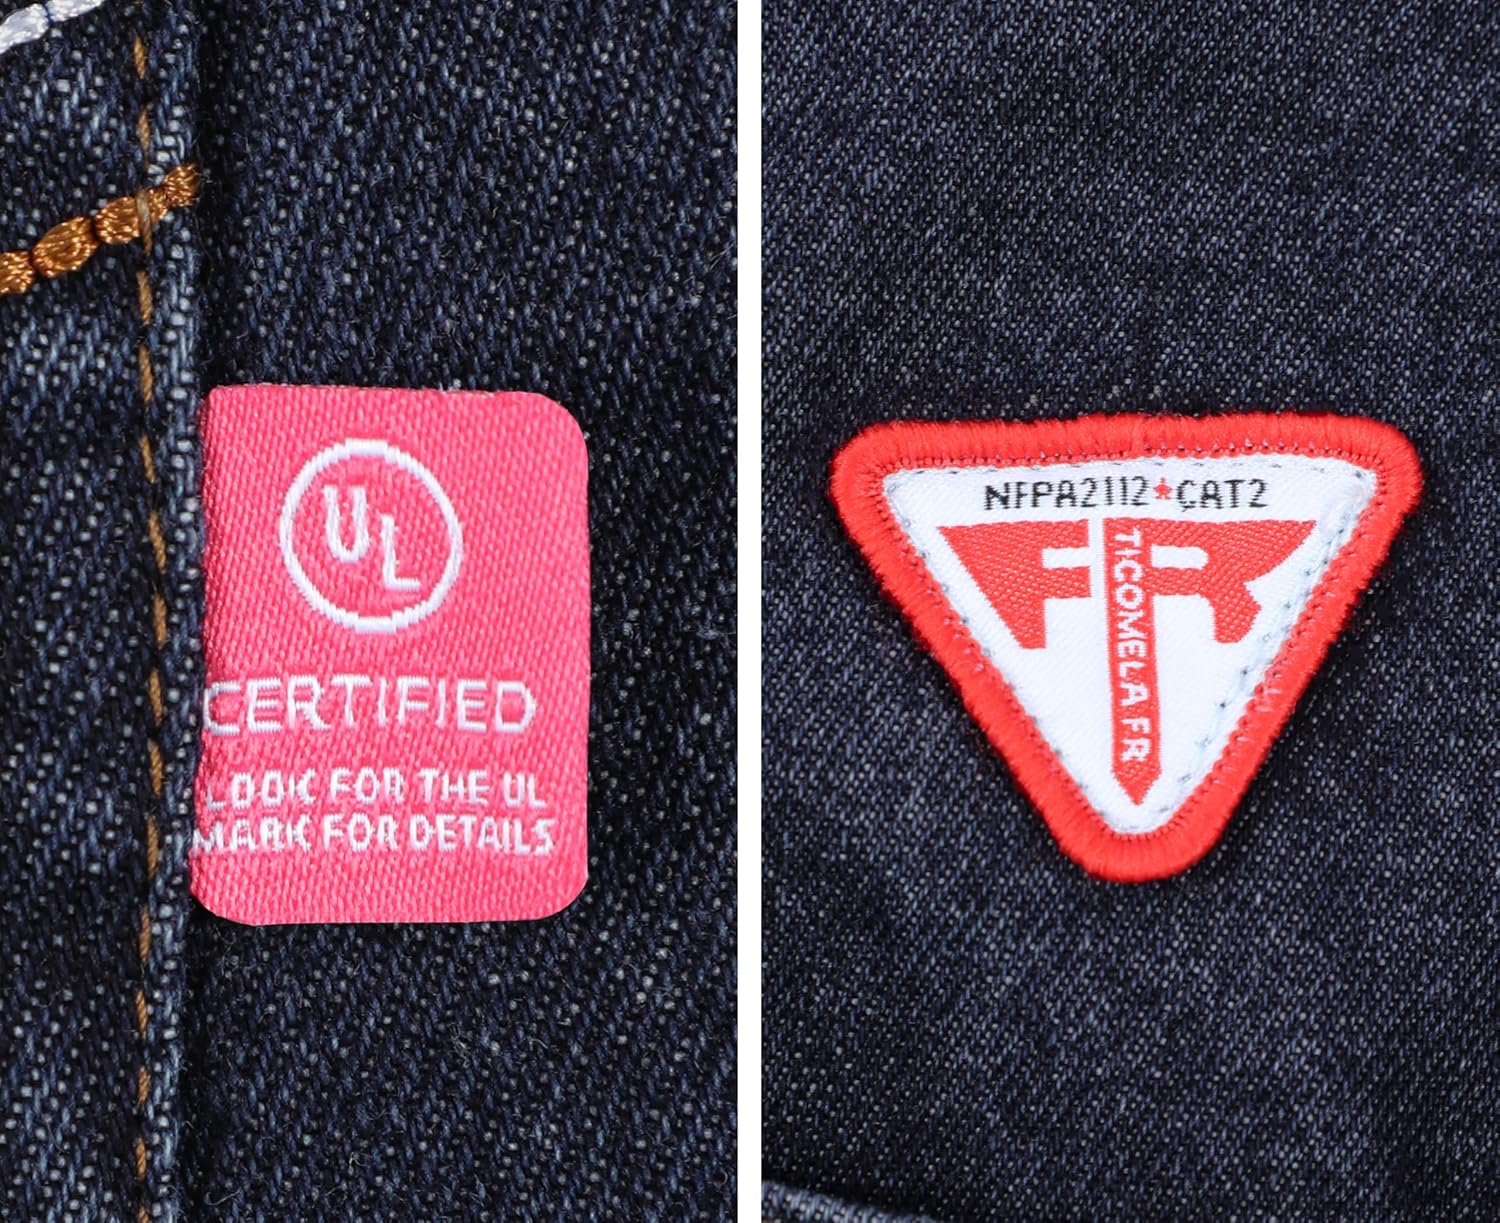 UL
CERTIFIED
LOOK FOR THE UL
MARK FOR DETAILS
NFPA2112★CAT2
FR
TICOMELA FR